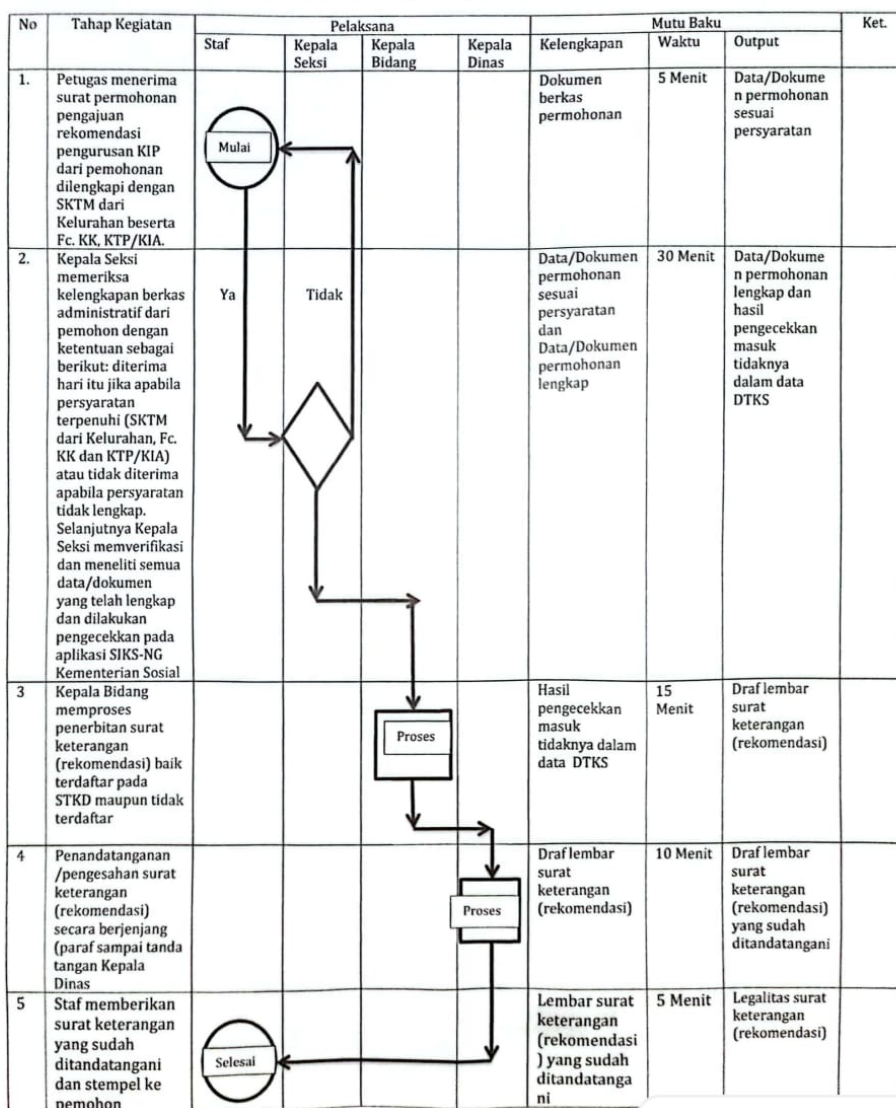 No Tahap Kegiatan Pelaksana Mutu Baku Ket.
Staf Kepala Seksi Kepala Bidang Kepala Dinas Kelengkapan Waktu Output
1.
Petugas menerima
surat permohonan
pengajuan
rekomendasi
pengurusan KIP
dari pemohonan
dilengkapi dengan
SKTM dari
Kelurahan beserta
Fc. KK, KTP/KIA.
Mulai
Dokumen
berkas
permohonan
5 Menit
Data/Dokume
n permohonan
sesuai
persyaratan
2.
Kepala Seksi
memeriksa
kelengkapan berkas
administratif dari
pemohon dengan
ketentuan sebagai
berikut: diterima
hari itu jika apabila
persyaratan
terpenuhi (SKTM
dari Kelurahan, Fc.
KK dan KTP/KIA)
atau tidak diterima
apabila persyaratan
tidak lengkap.
Selanjutnya Kepala
Seksi memverifikasi
dan meneliti semua
data/dokumen
yang telah lengkap
dan dilakukan
pengecekkan pada
aplikasi SIKS-NG
Kementerian Sosial
Ya
Tidak
Data/Dokumen
permohonan
sesuai
persyaratan
dan
Data/Dokumen
permohonan
lengkap
30 Menit
Data/Dokume
n permohonan
lengkap dan
hasil
pengecekkan
masuk
tidaknya
dalam data
DTKS
3
Kepala Bidang
memproses
penerbitan surat
keterangan
(rekomendasi) baik
terdaftar pada
STKD maupun tidak
terdaftar
Proses
Hasil
pengecekkan
masuk
tidaknya dalam
data DTKS
15
Menit
Draf lembar
surat
keterangan
(rekomendasi)
4
Penandatanganan
/pengesahan surat
keterangan
(rekomendasi)
secara berjenjang
(paraf sampai tanda
tangan Kepala
Dinas
Proses
Draf lembar
surat
keterangan
(rekomendasi)
10 Menit
Draf lembar
surat
keterangan
(rekomendasi)
yang sudah
ditandatangani
5
Staf memberikan
surat keterangan
yang sudah
ditandatangani
dan stempel ke
pemohon
Selesai
Lembar surat
keterangan
(rekomendasi
) yang sudah
ditandatanga
ni
5 Menit
Legalitas surat
keterangan
(rekomendasi)